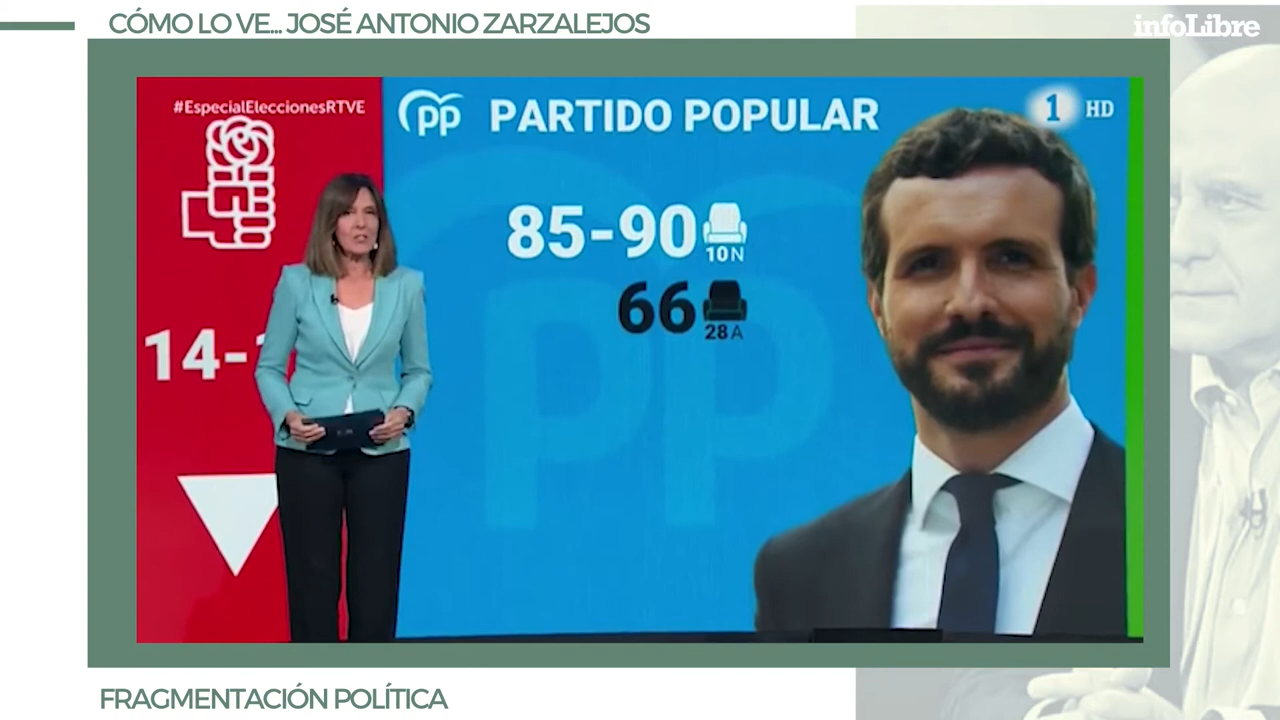 CÓMO LO VE... JOSÉ ANTONIO ZARZALEJOS
infoLibre
#EspecialEleccionesRTVE
PP PARTIDO POPULAR
1 HD
85-90
10N
66
28A
14-1
FRAGMENTACIÓN POLÍTICA